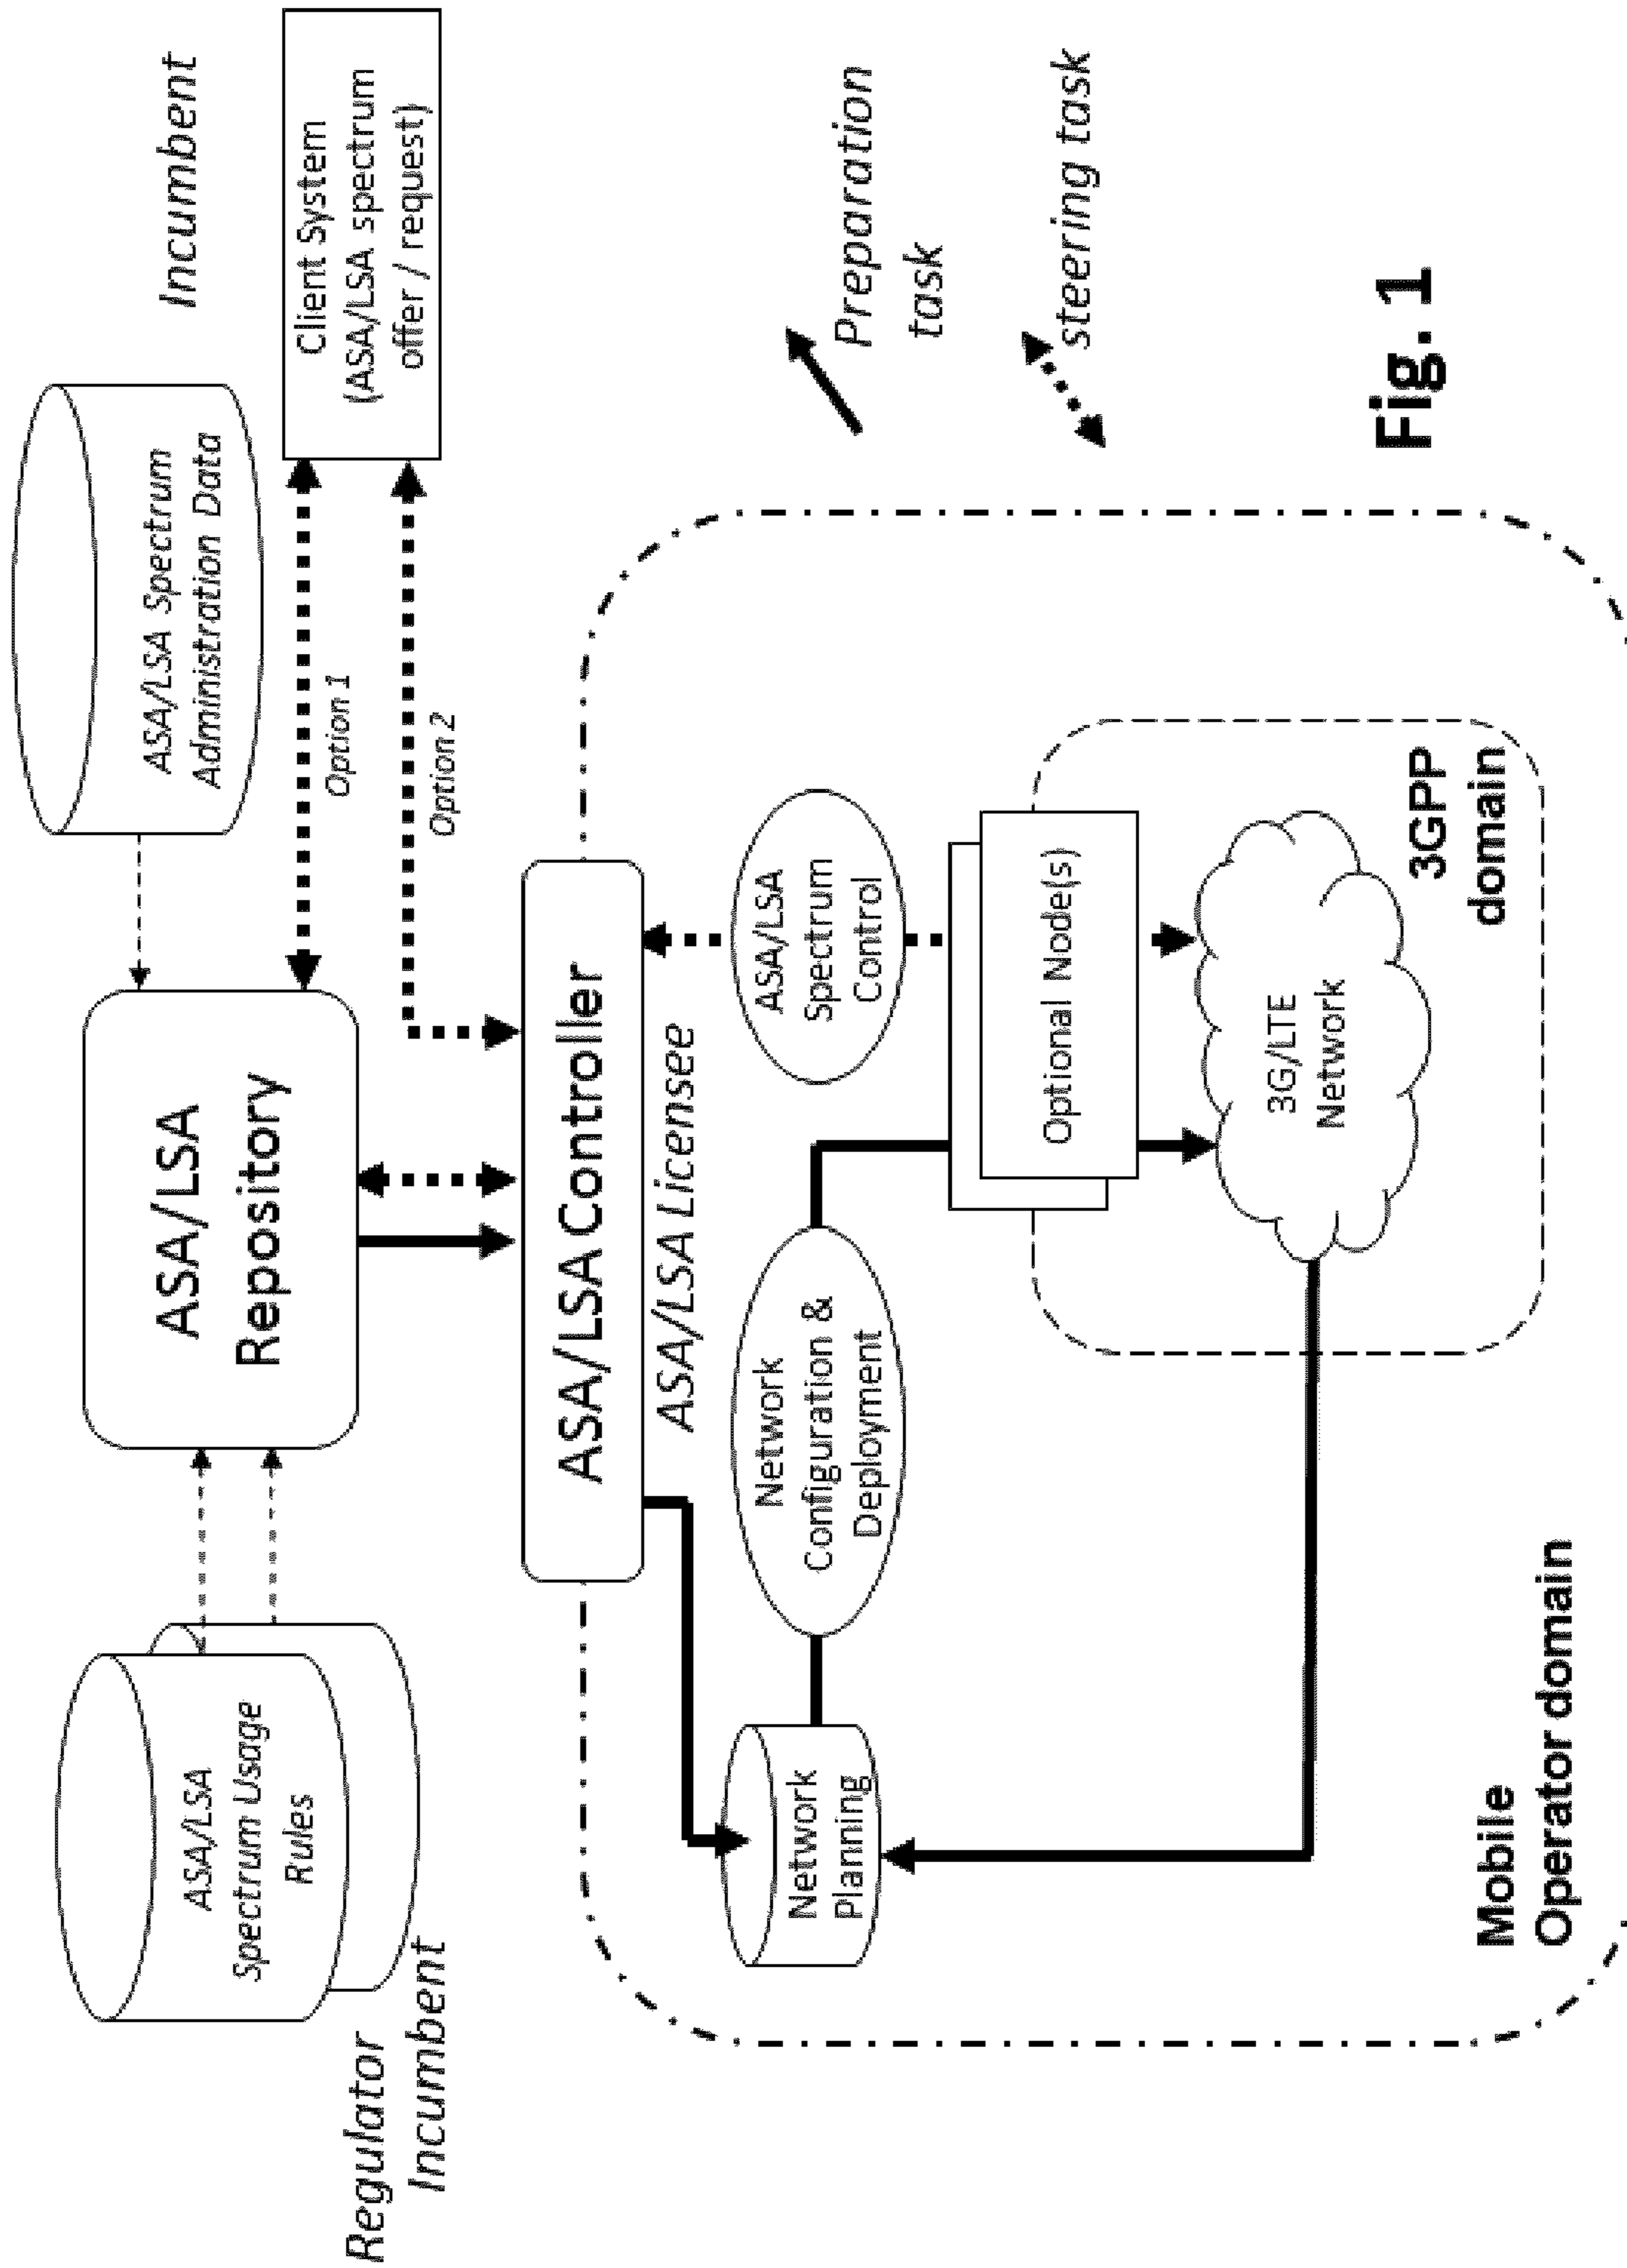 ASA/LSA
Spectrum Usage
Rules
Regulator
Incumbent
ASA/LSA
Repository
ASA/LSA Spectrum
Administration Data
Incumbent
Client System
(ASA/LSA spectrum
offer / request)
Option 1
Option 2
ASA/LSA Controller
ASA/LSA Licensee
Network
Planning
Network
Configuration &
Deployment
ASA/LSA
Spectrum
Control
Optional Node(s)
3G/LTE
Network
3GPP
domain
Mobile
Operator domain
Preparation
task
steering task
Fig. 1